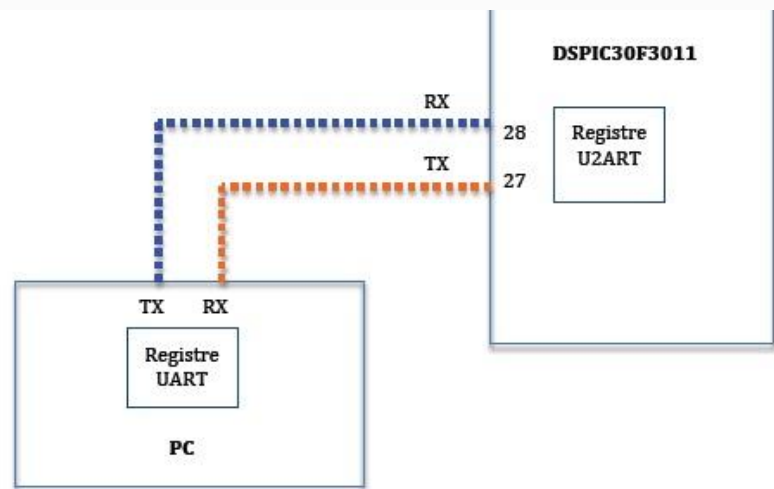 DSPIC30F3011
RX
28
Registre
U2ART
TX
27
TX RX
Registre
UART
PC